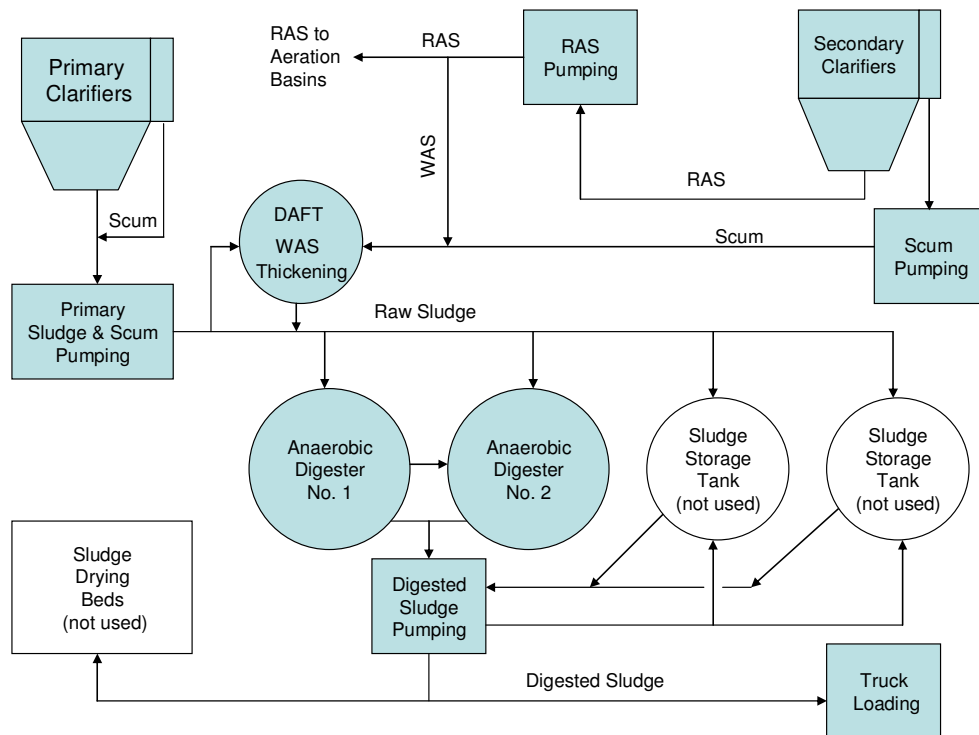 Primary
Clarifiers
RAS to
Aeration
Basins
RAS
RAS
Pumping
Secondary
Clarifiers
WAS
RAS
Scum
DAFT
WAS
Thickening
Scum
Scum
Pumping
Primary
Sludge & Scum
Pumping
Raw Sludge
Anaerobic
Digester
No. 1
Anaerobic
Digester
No. 2
Sludge
Storage
Tank
(not used)
Sludge
Storage
Tank
(not used)
Sludge
Drying
Beds
(not used)
Digested
Sludge
Pumping
Digested Sludge
Truck
Loading